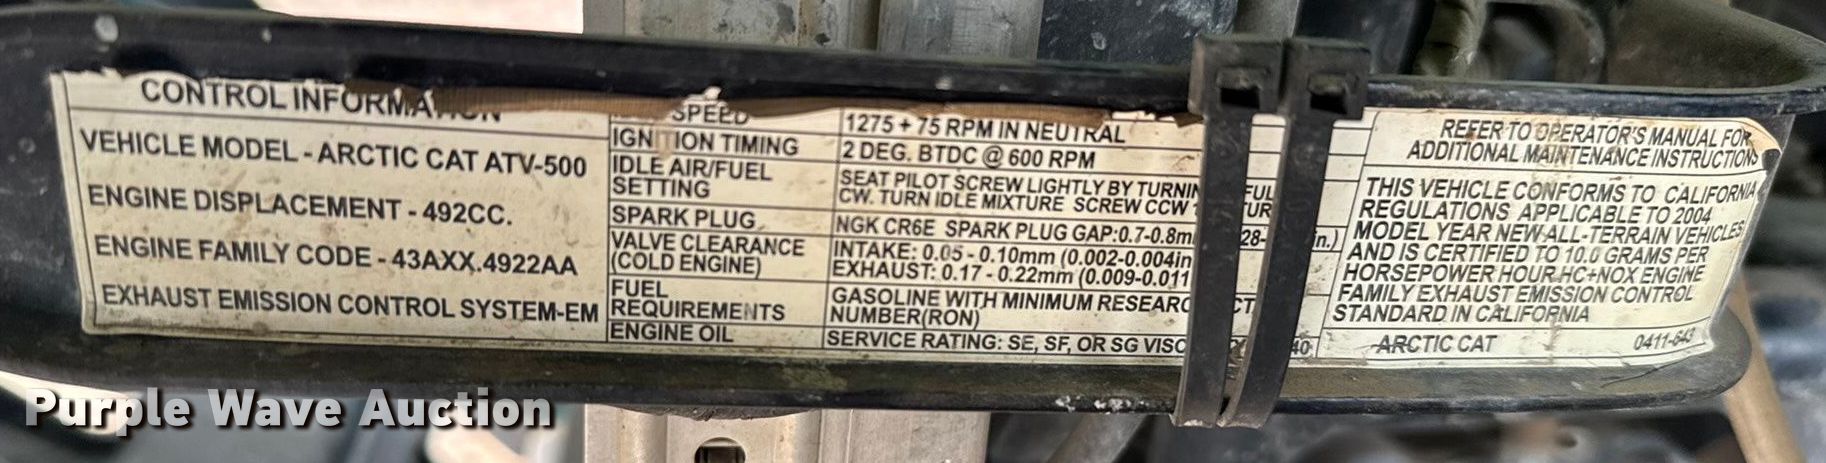 CONTROL INFORMATION
VEHICLE MODEL - ARCTIC CAT ATV-500
ENGINE DISPLACEMENT - 492CC.
ENGINE FAMILY CODE - 43AXX.4922AA
EXHAUST EMISSION CONTROL SYSTEM-EM
SPEED
1275 + 75 RPM IN NEUTRAL
IGNITION TIMING
2 DEG. BTDC @ 600 RPM
IDLE AIR/FUEL
SETTING
SEAT PILOT SCREW LIGHTLY BY TURNIN
CW. TURN IDLE MIXTURE SCREW CCW
SPARK PLUG
NGK CR6E SPARK PLUG GAP:0.7-0.8m
VALVE CLEARANCE
(COLD ENGINE)
INTAKE: 0.05 - 0.10mm (0.002-0.004in
EXHAUST: 0.17 - 0.22mm (0.009-0.011
FUEL
REQUIREMENTS
GASOLINE WITH MINIMUM RESEARC
NUMBER(RON)
ENGINE OIL
SERVICE RATING: SE, SF, OR SG VISC 40
REFER TO OPERATOR'S MANUAL FOR
ADDITIONAL MAINTENANCE INSTRUCTIONS
THIS VEHICLE CONFORMS TO CALIFORNIA
REGULATIONS APPLICABLE TO 2004
MODEL YEAR NEW ALL-TERRAIN VEHICLES
AND IS CERTIFIED TO 10.0 GRAMS PER
HORSEPOWER HOUR HC+NOX ENGINE
FAMILY EXHAUST EMISSION CONTROL
STANDARD IN CALIFORNIA
ARCTIC CAT 0411-643
Purple Wave Auction